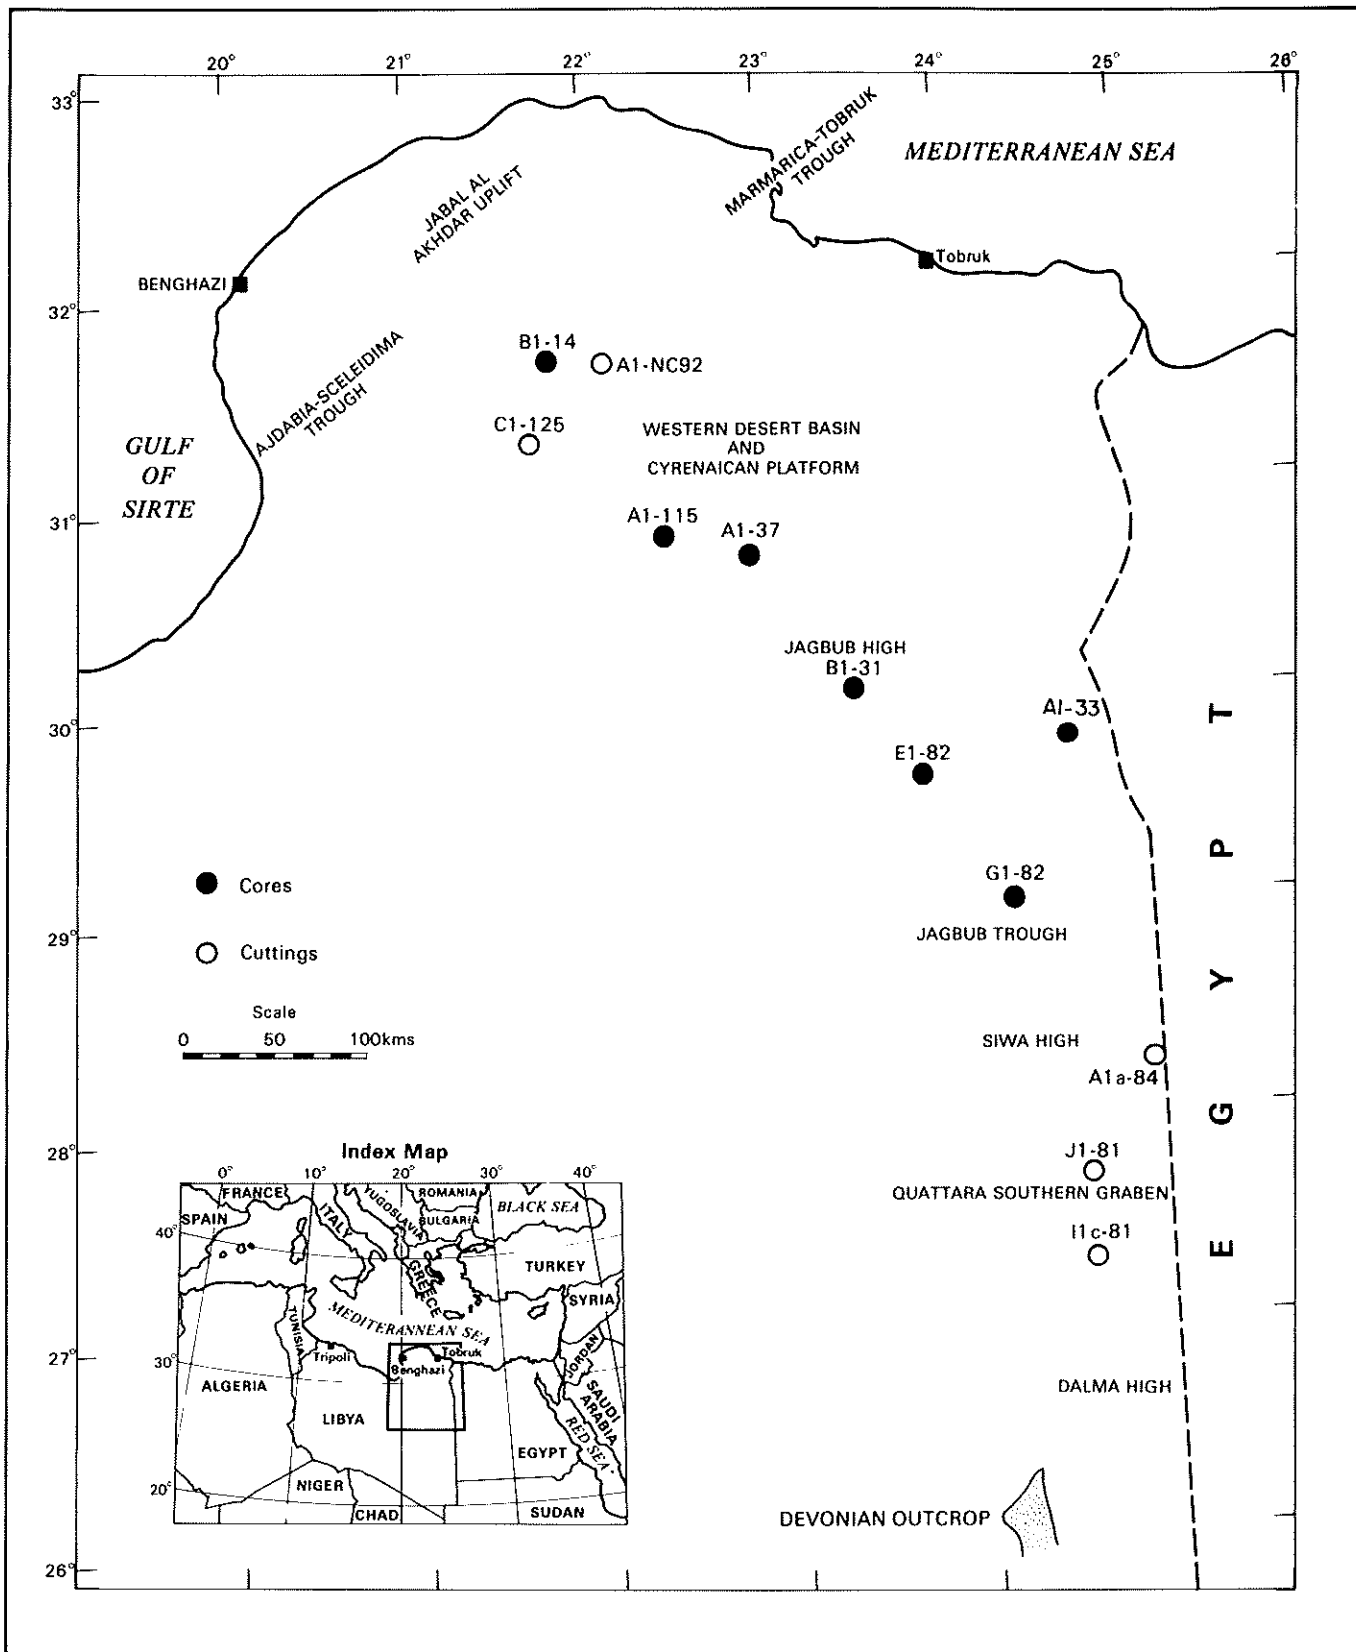 20° 21° 22° 23° 24° 25° 26°
33°
MEDITERRANEAN SEA
MARMARICA-TOBRUK
TROUGH
JABAL AL
AKHDAR UPLIFT
Tobruk
BENGHAZI
32°
B1-14
A1-NC92
AJDABIA-SCELEIDIMA
TROUGH
C1-125
WESTERN DESERT BASIN
AND
CYRENAICAN PLATFORM
GULF
OF
SIRTE
31°
A1-115
A1-37
JAGBUB HIGH
B1-31
30°
AI-33
E1-82
EGYPT
G1-82
Cores
JAGBUB TROUGH
29°
Cuttings
Scale
0 50 100kms
SIWA HIGH
A1a-84
28°
J1-81
QUATTARA SOUTHERN GRABEN
I1c-81
27°
DALMA HIGH
DEVONIAN OUTCROP
26°
Index Map
0° 10° 20° 30° 40°
FRANCE
SPAIN
ITALY
YUGOSLAVIA
ROMANIA
BULGARIA
BLACK SEA
40°
GREECE
TURKEY
SYRIA
MEDITERANNEAN SEA
TUNISIA
Tripoli
Benghazi
Tobruk
JORDAN
30°
ALGERIA
LIBYA
EGYPT
SAUDI
ARABIA
RED SEA
20°
NIGER
CHAD
SUDAN